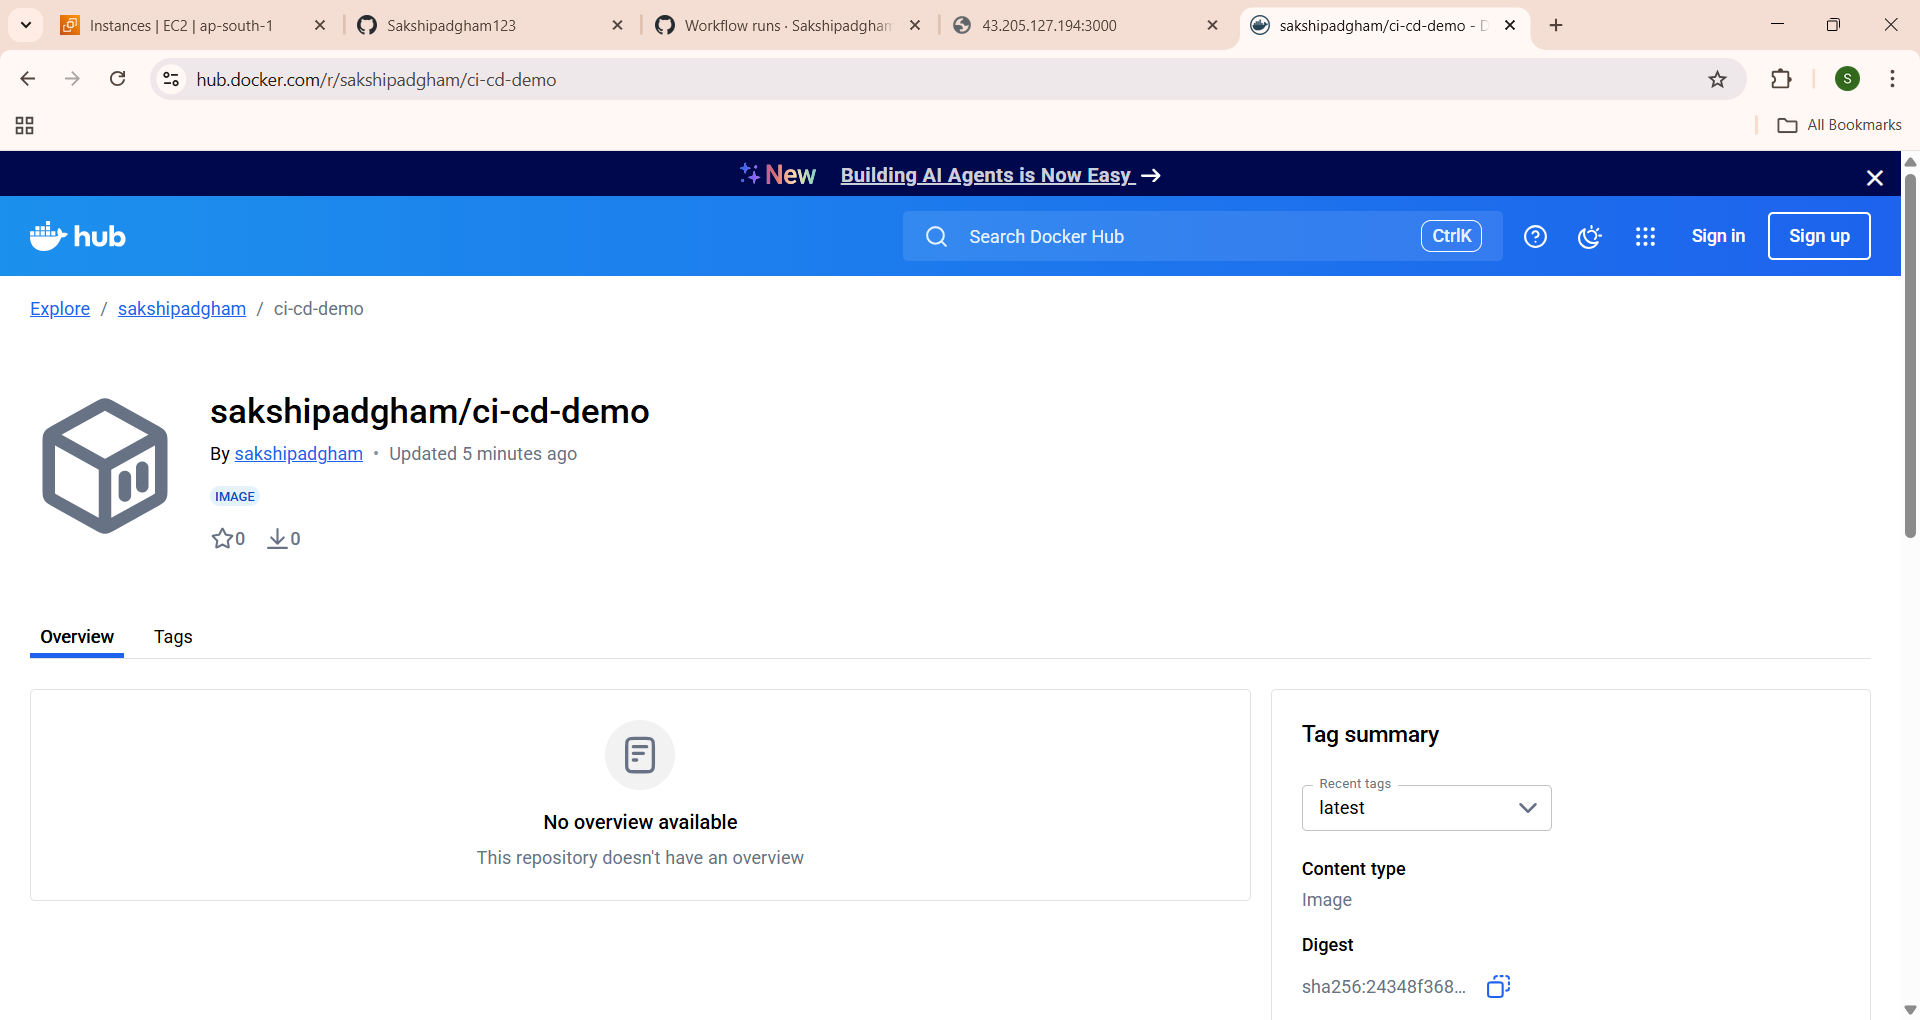 Instances | EC2 | ap-south-1
Sakshipadgham123
Workflow runs · Sakshipadgham
43.205.127.194:3000
sakshipadgham/ci-cd-demo - D
hub.docker.com/r/sakshipadgham/ci-cd-demo
S
All Bookmarks
New Building AI Agents is Now Easy →
hub
Search Docker Hub
CtrlK
Sign in
Sign up
Explore / sakshipadgham / ci-cd-demo
sakshipadgham/ci-cd-demo
By sakshipadgham • Updated 5 minutes ago
IMAGE
0 0
Overview
Tags
No overview available
This repository doesn't have an overview
Tag summary
Recent tags
latest
Content type
Image
Digest
sha256:24348f368...